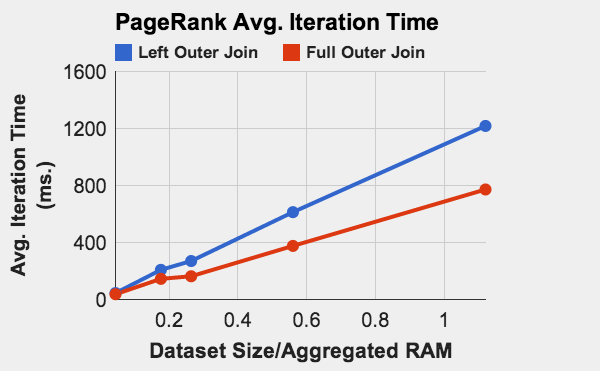 PageRank Avg. Iteration Time
Left Outer Join Full Outer Join
1600
1200
800
400
0
Avg. Iteration Time
(ms.)
0.2 0.4 0.6 0.8 1
Dataset Size/Aggregated RAM